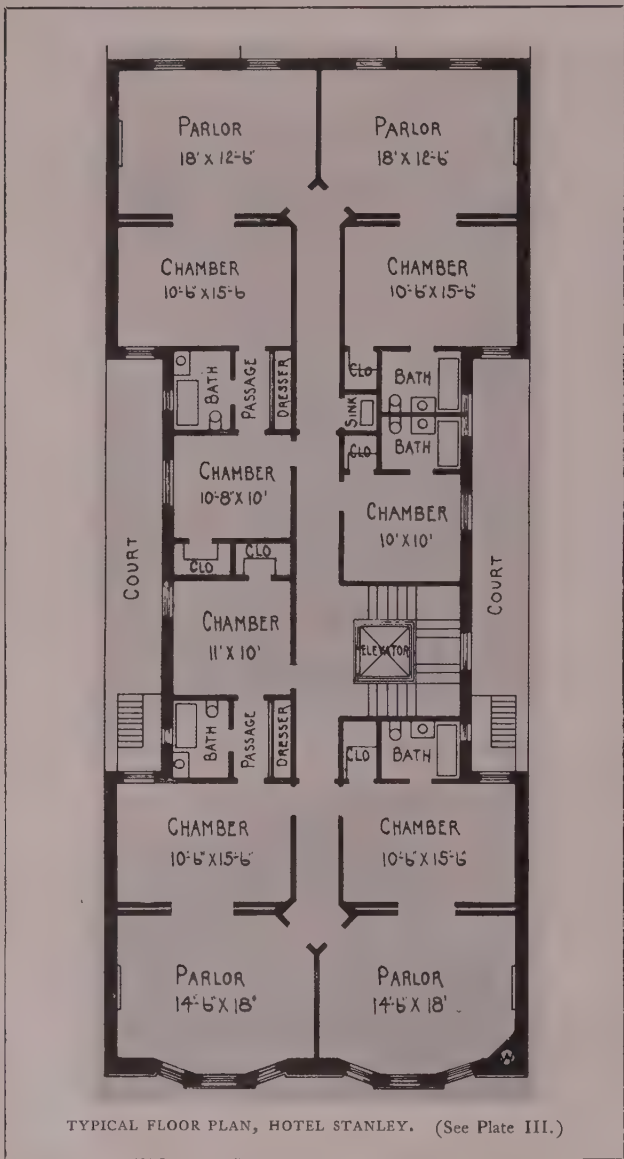 PARLOR
18' X 12'-6"
PARLOR
18' X 12'-6"
CHAMBER
10'-6" X 15'-6
CHAMBER
10'-6" X 15'-6"
BATH
PASSAGE
DRESSER
CLO
BATH
SINK
BATH
CLO
CHAMBER
10'-8" X 10'
CHAMBER
10' X 10'
CLO
CLO
COURT
COURT
CHAMBER
11' X 10'
ELEVATOR
BATH
PASSAGE
DRESSER
CLO
BATH
CHAMBER
10'-6" X 15'-6"
CHAMBER
10'-6" X 15'-6"
PARLOR
14'-6" X 18'
PARLOR
14'-6" X 18'
TYPICAL FLOOR PLAN, HOTEL STANLEY. (See Plate III.)